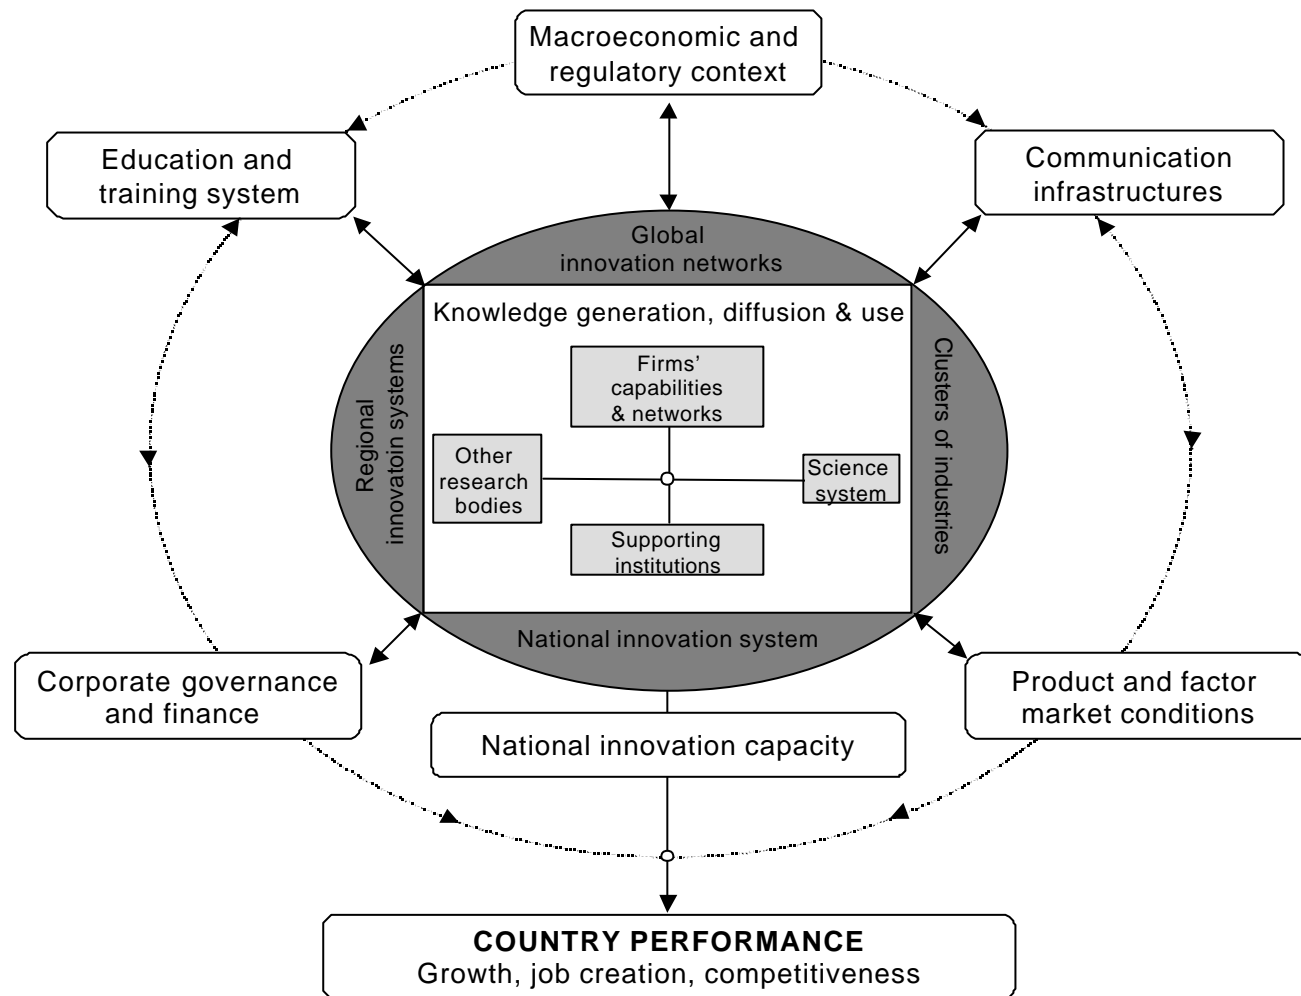 Macroeconomic and
regulatory context
Education and
training system
Communication
infrastructures
Global
innovation networks
Knowledge generation, diffusion & use
Regional
innovatoin systems
Clusters of industries
Firms’
capabilities
& networks
Other
research
bodies
Science
system
Supporting
institutions
National innovation system
Corporate governance
and finance
Product and factor
market conditions
National innovation capacity
COUNTRY PERFORMANCE
Growth, job creation, competitiveness